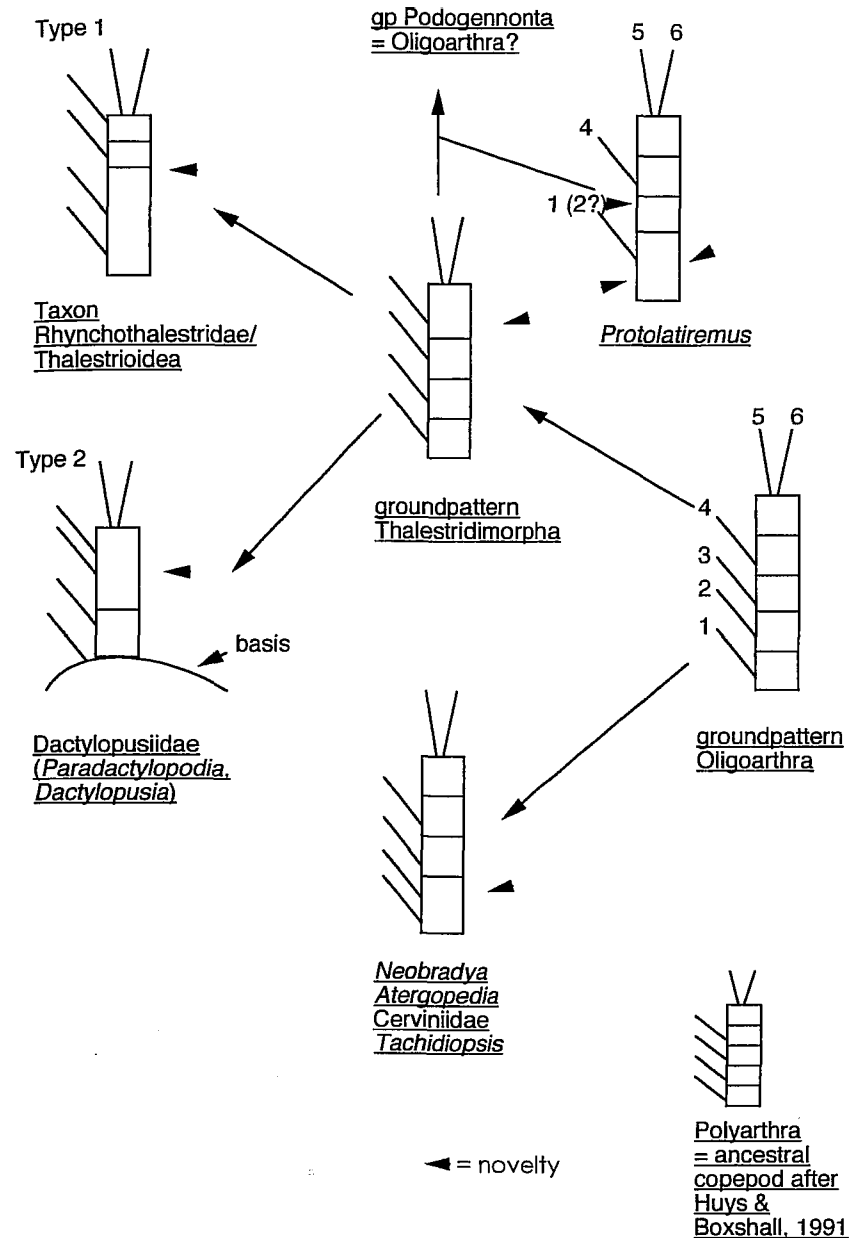 Type 1
gp Podogennonta
= Oligoarthra?
5 6
4
1 (2?)
Taxon
Rhynchothalestridae/
Thalestrioidea
Protolatiremus
Type 2
groundpattern
Thalestridimorpha
5 6
4
3
2
1
basis
Dactylopusiidae
(Paradactylopodia,
Dactylopusia)
groundpattern
Oligoarthra
Neobradya
Atergopedia
Cerviniidae
Tachidiopsis
= novelty
Polyarthra
= ancestral
copepod after
Huys &
Boxshall, 1991